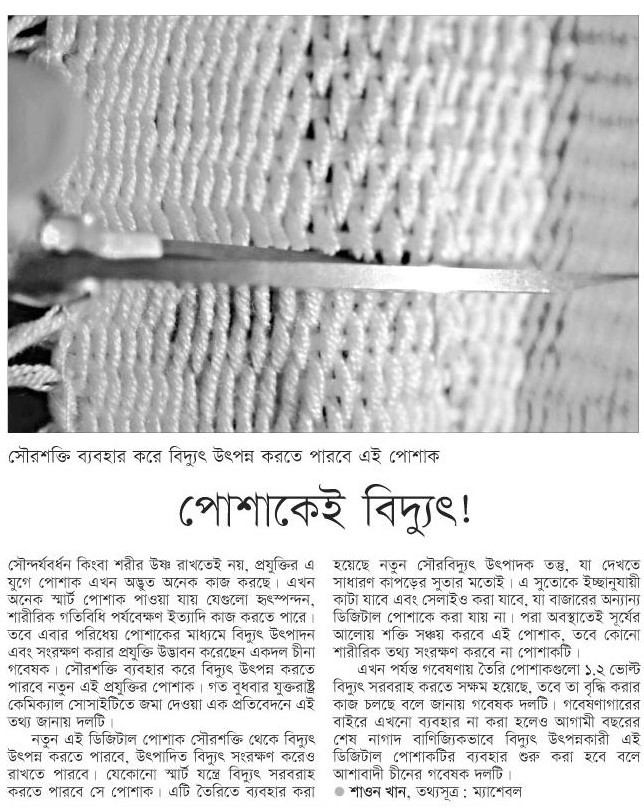 সৌরশক্তি ব্যবহার করে বিদ্যুৎ উৎপন্ন করতে পারবে এই পোশাক
পোশাকেই বিদ্যুৎ!
সৌন্দর্যবর্ধন কিংবা শরীর উষ্ণ রাখতেই নয়, প্রযুক্তির এ
যুগে পোশাক এখন অদ্ভুত অনেক কাজ করছে। এখন
অনেক স্মার্ট পোশাক পাওয়া যায় যেগুলো হৃৎস্পন্দন,
শারীরিক গতিবিধি পর্যবেক্ষণ ইত্যাদি কাজ করতে পারে।
তবে এবার পরিধেয় পোশাকের মাধ্যমে বিদ্যুৎ উৎপাদন
এবং সংরক্ষণ করার প্রযুক্তি উদ্ভাবন করেছেন একদল চীনা
গবেষক। সৌরশক্তি ব্যবহার করে বিদ্যুৎ উৎপন্ন করতে
পারবে নতুন এই প্রযুক্তির পোশাক। গত বুধবার যুক্তরাষ্ট্র
কেমিক্যাল সোসাইটিতে জমা দেওয়া এক প্রতিবেদনে এই
তথ্য জানায় দলটি।
নতুন এই ডিজিটাল পোশাক সৌরশক্তি থেকে বিদ্যুৎ
উৎপন্ন করতে পারবে, উৎপাদিত বিদ্যুৎ সংরক্ষণ করেও
রাখতে পারবে। যেকোনো স্মার্ট যন্ত্রে বিদ্যুৎ সরবরাহ
করতে পারবে সে পোশাক। এটি তৈরিতে ব্যবহার করা
হয়েছে নতুন সৌরবিদ্যুৎ উৎপাদক তন্তু, যা দেখতে
সাধারণ কাপড়ের সুতার মতোই। এ সুতোকে ইচ্ছানুযায়ী
কাটা যাবে এবং সেলাইও করা যাবে, যা বাজারের অন্যান্য
ডিজিটাল পোশাকে করা যায় না। পরা অবস্থাতেই সূর্যের
আলোয় শক্তি সঞ্চয় করবে এই পোশাক, তবে কোনো
শারীরিক তথ্য সংরক্ষণ করবে না পোশাকটি।
এখন পর্যন্ত গবেষণায় তৈরি পোশাকগুলো ১.২ ভোল্ট
বিদ্যুৎ সরবরাহ করতে সক্ষম হয়েছে, তবে তা বৃদ্ধি করার
কাজ চলছে বলে জানায় গবেষক দলটি। গবেষণাগারের
বাইরে এখনো ব্যবহার না করা হলেও আগামী বছরের
শেষ নাগাদ বাণিজ্যিকভাবে বিদ্যুৎ উৎপন্নকারী এই
ডিজিটাল পোশাকটির ব্যবহার শুরু করা হবে বলে
আশাবাদী চীনের গবেষক দলটি।
● শাওন খান, তথ্যসূত্র : ম্যাশেবল